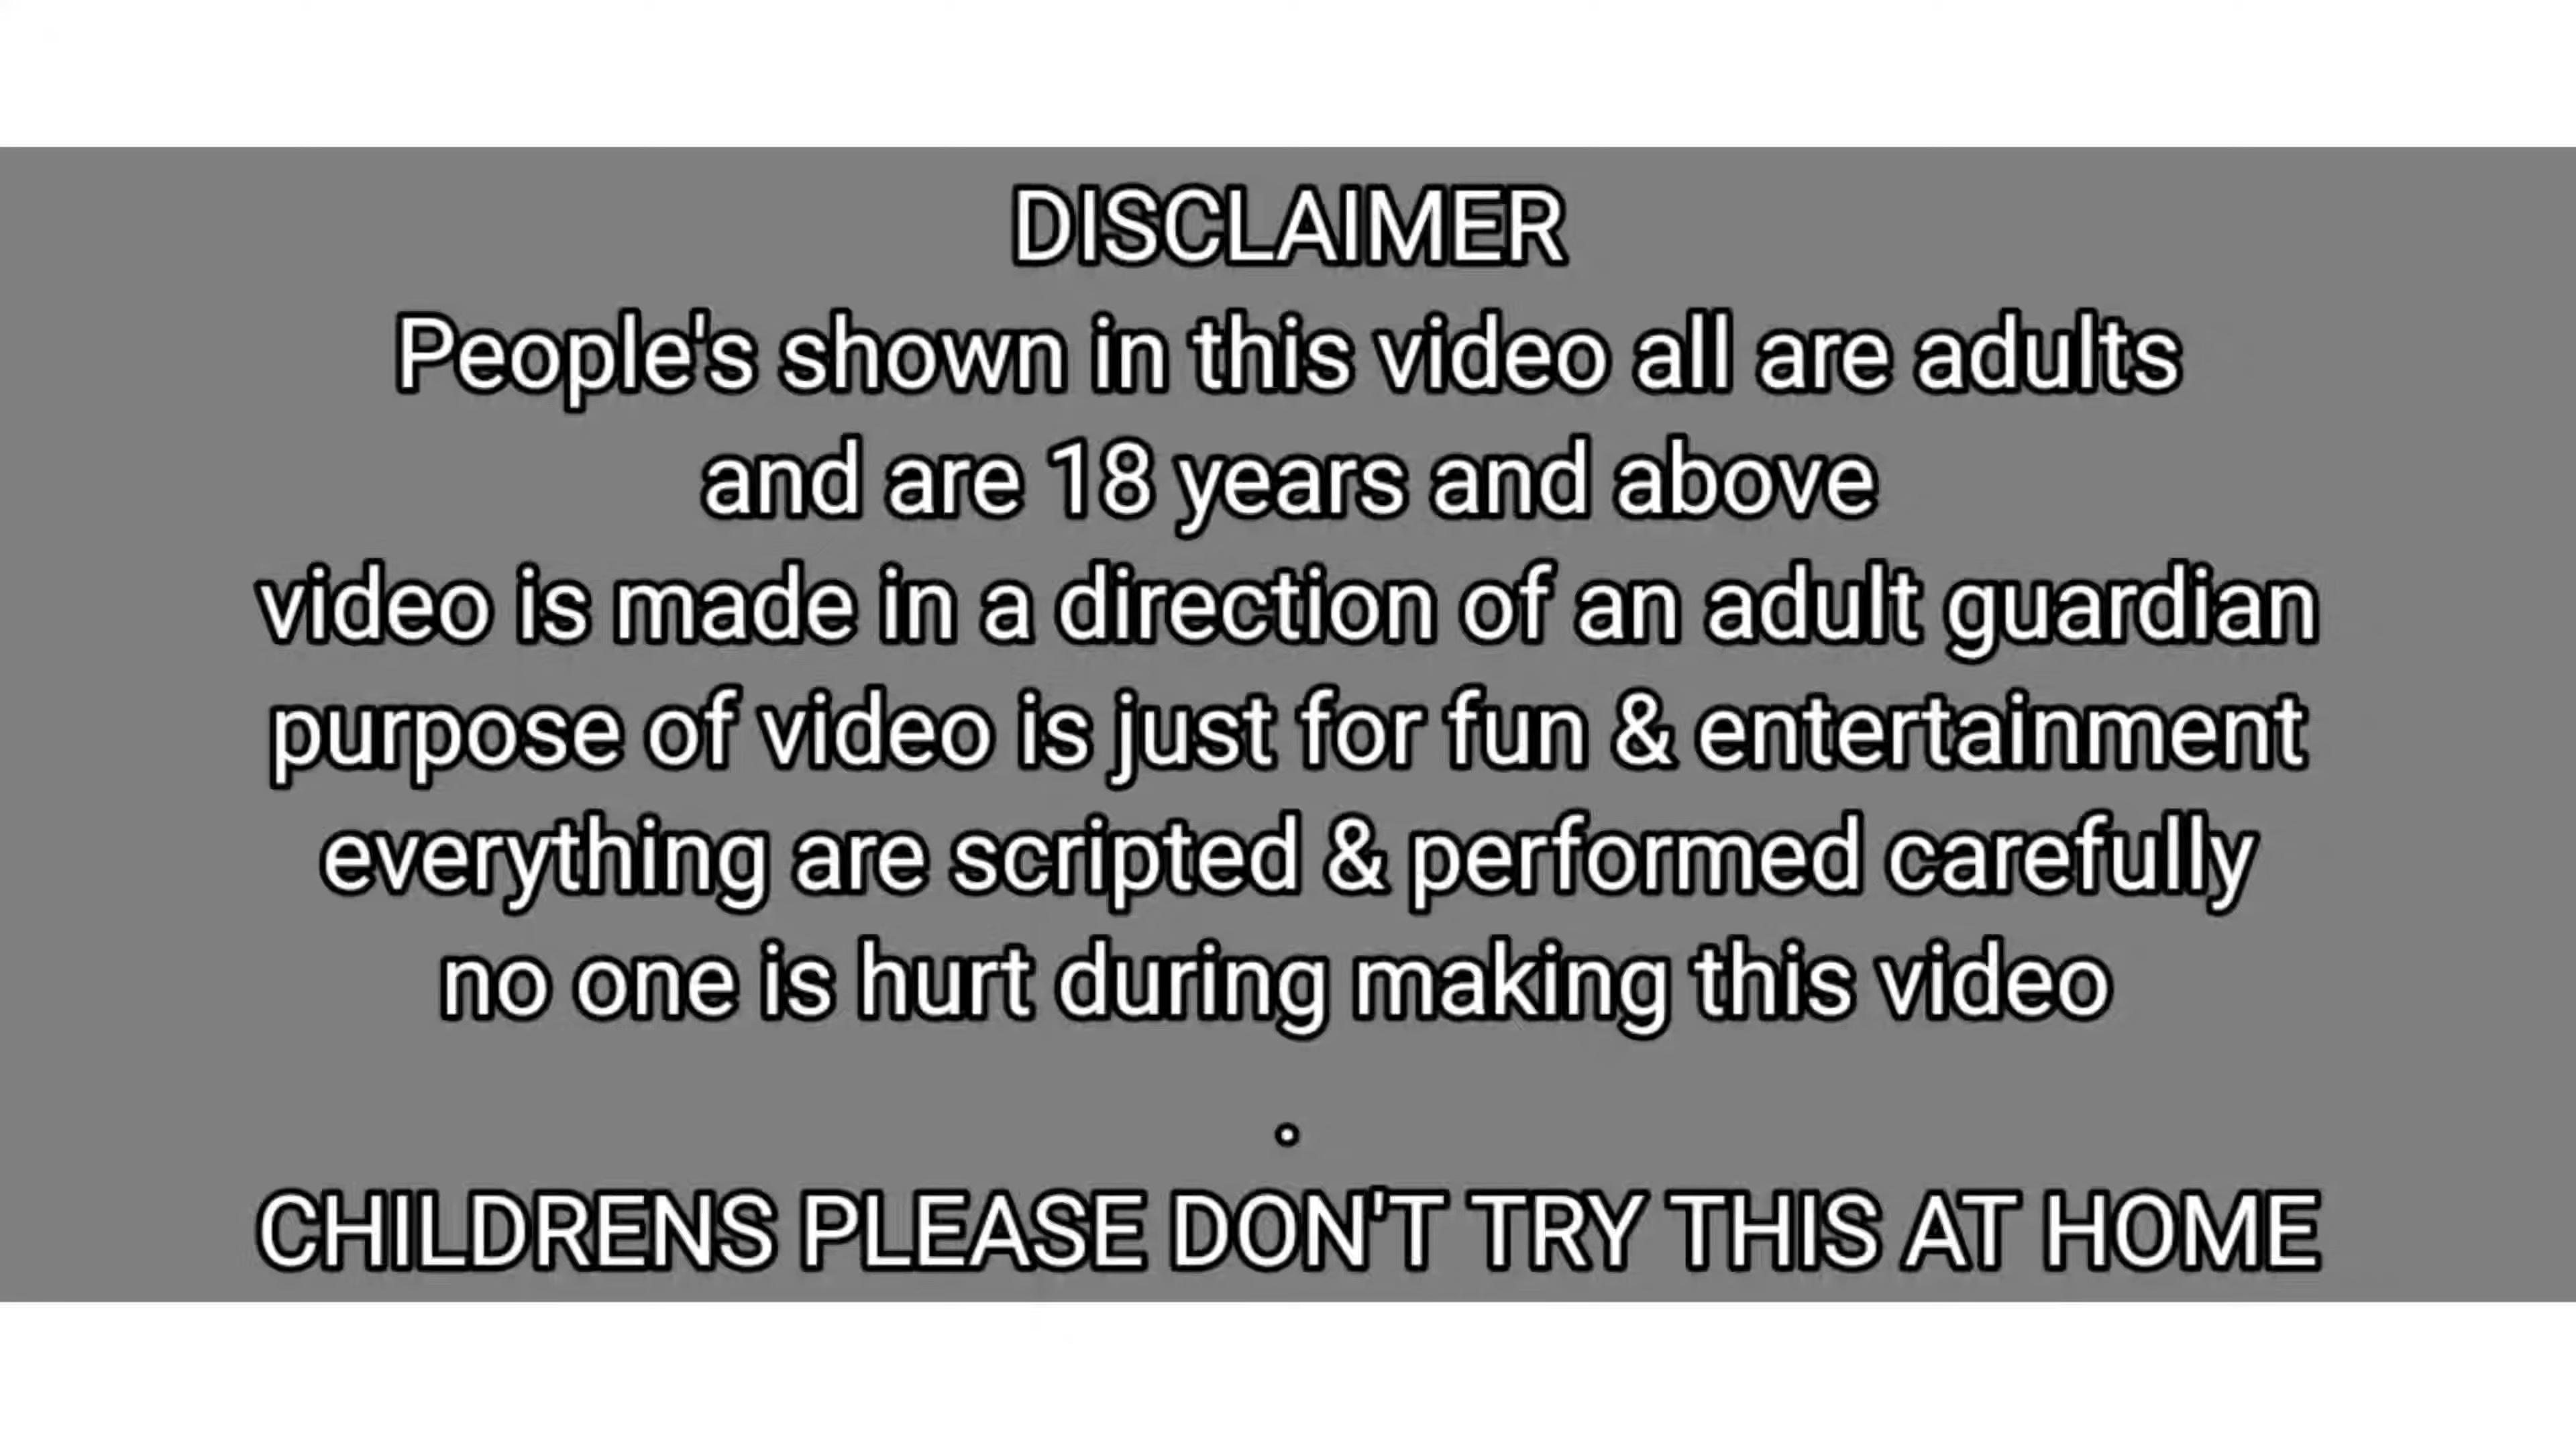 DISCLAIMER
People's shown in this video all are adults
and are 18 years and above
video is made in a direction of an adult guardian
purpose of video is just for fun & entertainment
everything are scripted & performed carefully
no one is hurt during making this video
.
CHILDRENS PLEASE DON'T TRY THIS AT HOME